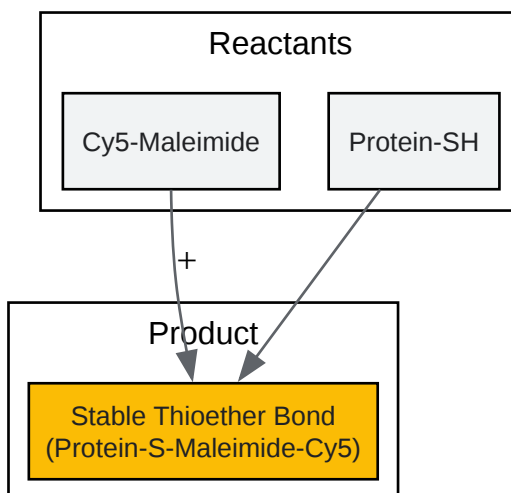 Reactants
Cy5-Maleimide
Protein-SH
+
Product
Stable Thioether Bond
(Protein-S-Maleimide-Cy5)